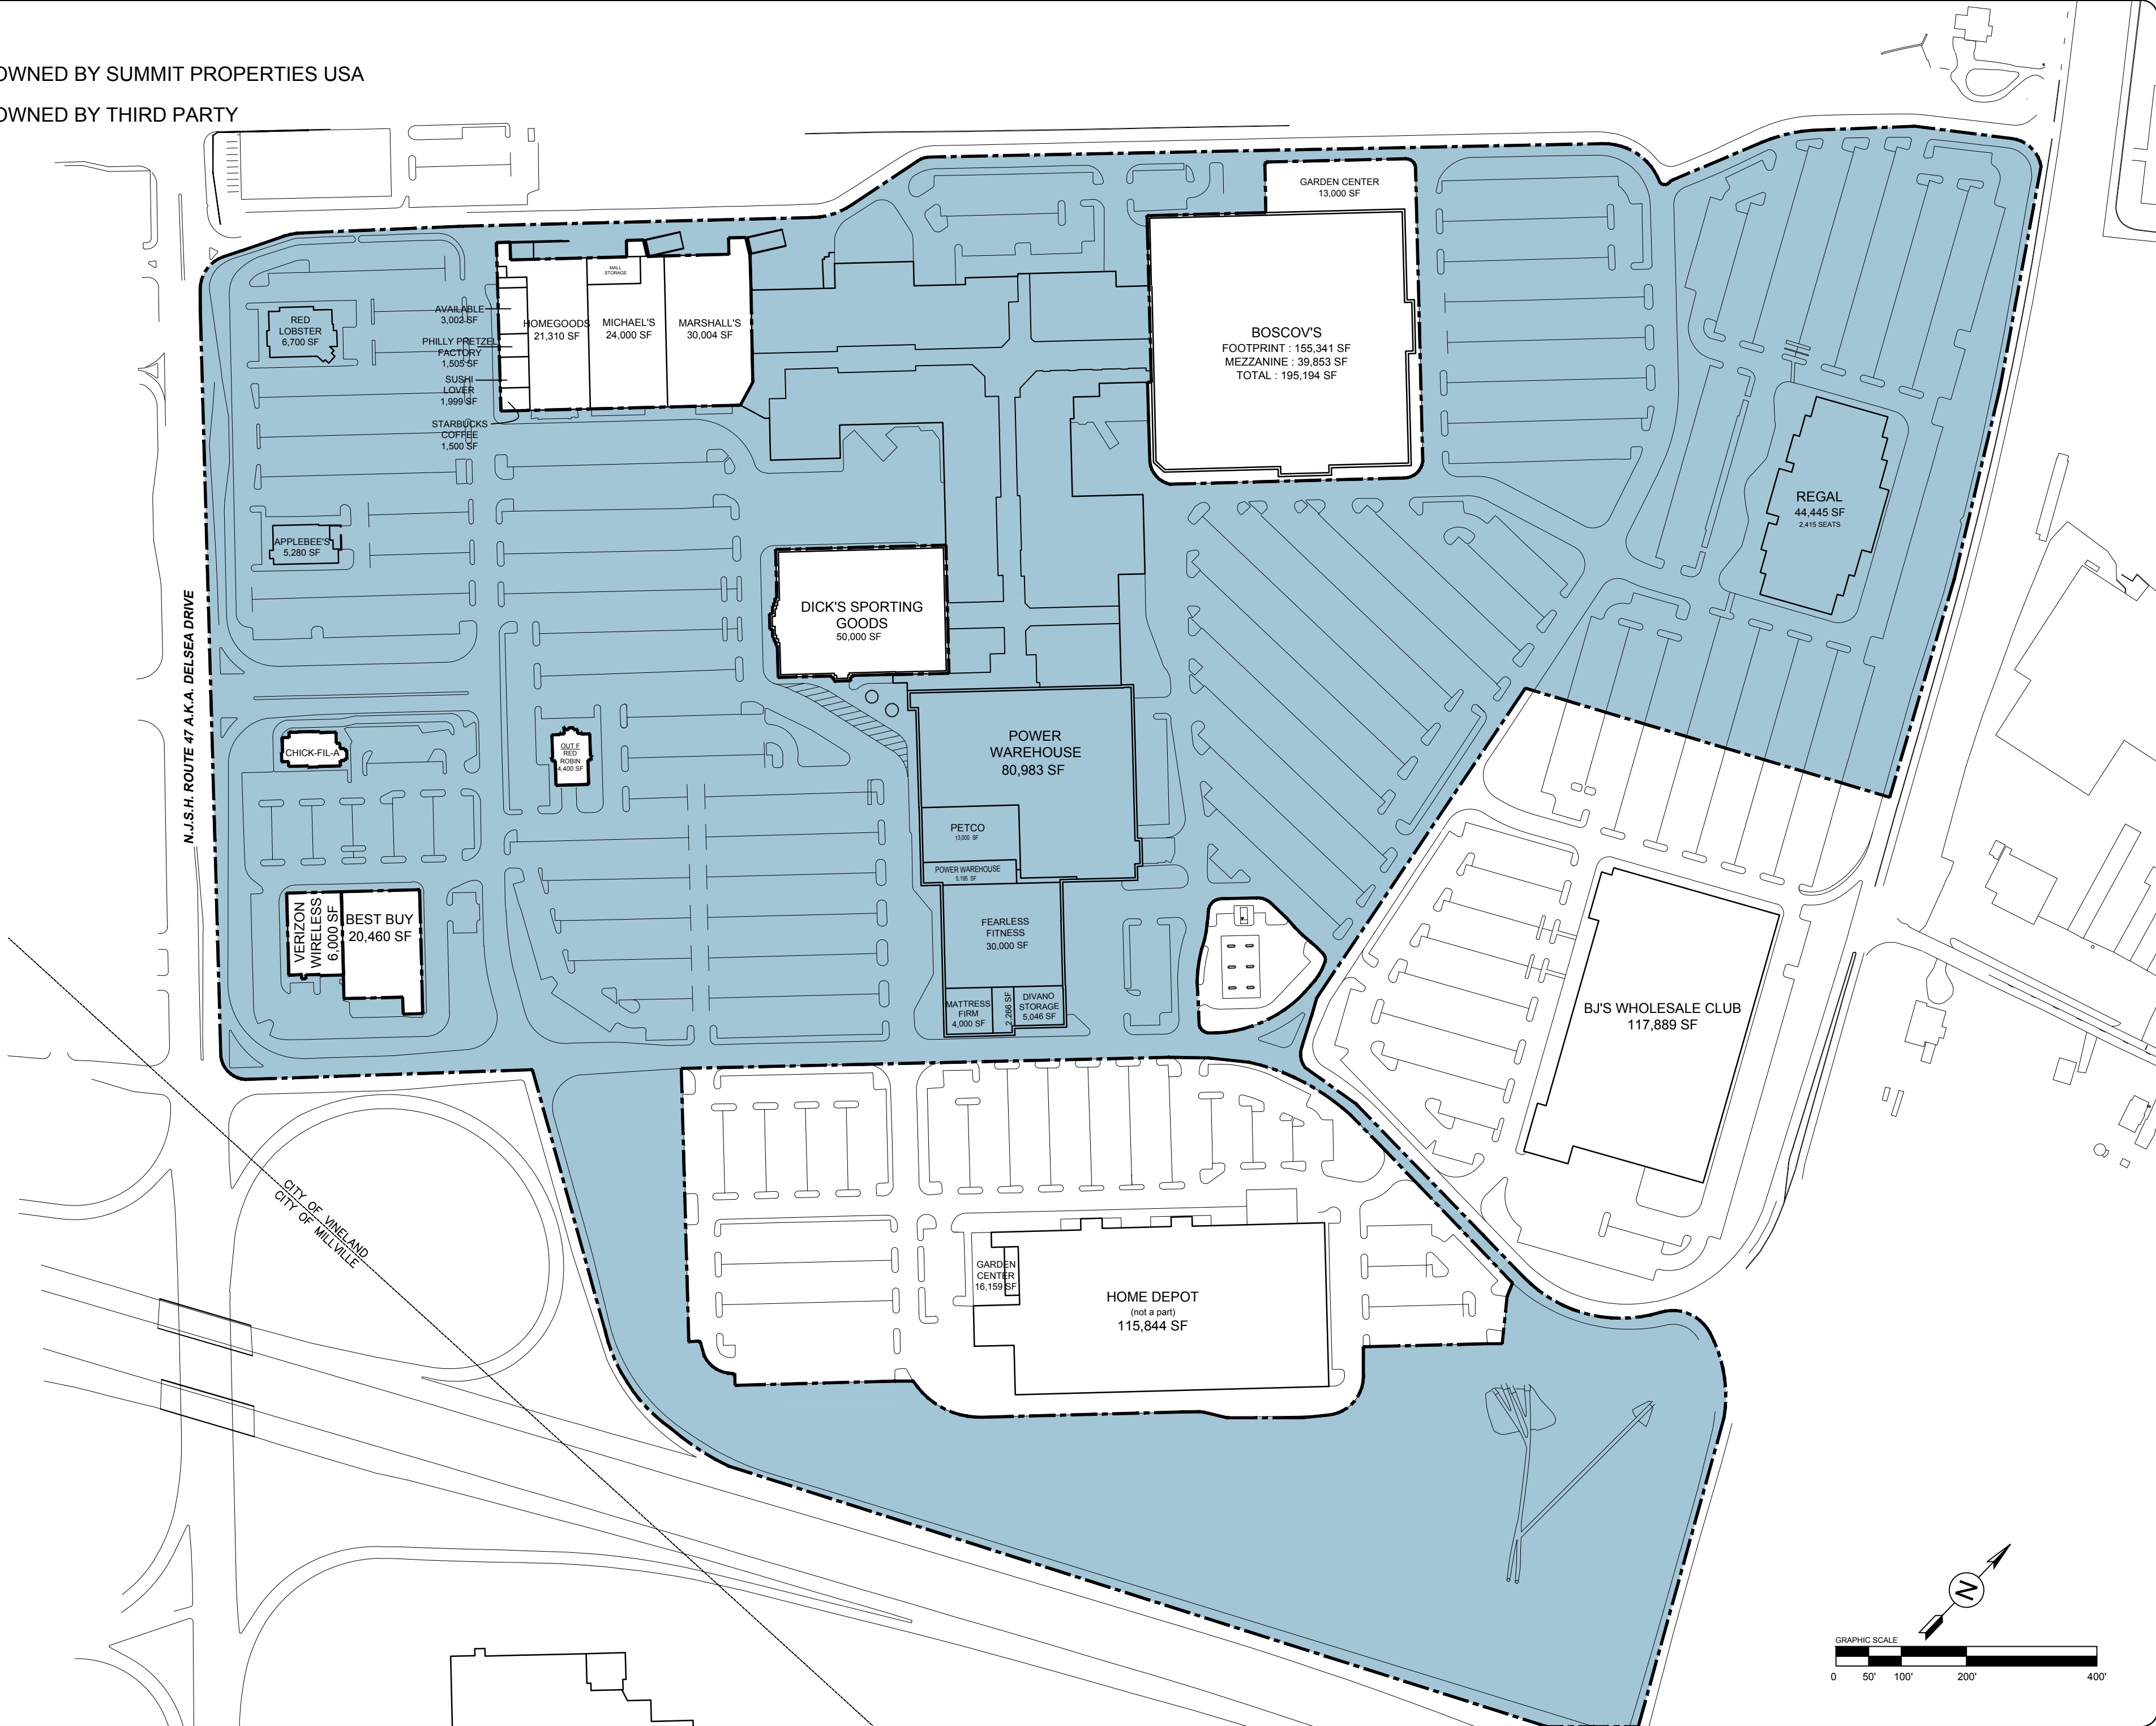 OWNED BY SUMMIT PROPERTIES USA
OWNED BY THIRD PARTY
GARDEN CENTER
13,000 SF
MALL
STORAGE
RED
LOBSTER
6,700 SF
AVAILABLE
3,002 SF
PHILLY PRETZEL
FACTORY
1,505 SF
SUSHI
LOVER
1,999 SF
STARBUCKS
COFFEE
1,500 SF
HOMEGOODS
21,310 SF
MICHAEL'S
24,000 SF
MARSHALL'S
30,004 SF
BOSCOV'S
FOOTPRINT : 155,341 SF
MEZZANINE : 39,853 SF
TOTAL : 195,194 SF
REGAL
44,445 SF
2,415 SEATS
APPLEBEE'S
5,280 SF
DICK'S SPORTING
GOODS
50,000 SF
N.J.S.H. ROUTE 47 A.K.A. DELSEA DRIVE
CHICK-FIL-A
OUT F
RED
ROBIN
4,400 SF
POWER
WAREHOUSE
80,983 SF
PETCO
13,000 SF
POWER WAREHOUSE
5,195 SF
VERIZON
WIRELESS
6,000 SF
BEST BUY
20,460 SF
FEARLESS
FITNESS
30,000 SF
MATTRESS
FIRM
4,000 SF
2,266 SF
DIVANO
STORAGE
5,046 SF
BJ'S WHOLESALE CLUB
117,889 SF
CITY OF VINELAND
CITY OF MILLVILLE
GARDEN
CENTER
16,159 SF
HOME DEPOT
(not a part)
115,844 SF
N
GRAPHIC SCALE
0 50' 100' 200' 400'